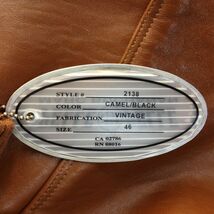 STYLE # 2138
COLOR CAMEL/BLACK
FABRICATION VINTAGE
SIZE 46
CA 02786
RN 88016